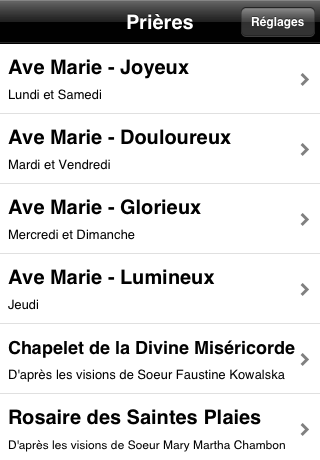 Prières
Réglages
Ave Marie - Joyeux
Lundi et Samedi
Ave Marie - Douloureux
Mardi et Vendredi
Ave Marie - Glorieux
Mercredi et Dimanche
Ave Marie - Lumineux
Jeudi
Chapelet de la Divine Miséricorde
D'après les visions de Soeur Faustine Kowalska
Rosaire des Saintes Plaies
D'après les visions de Soeur Mary Martha Chambon